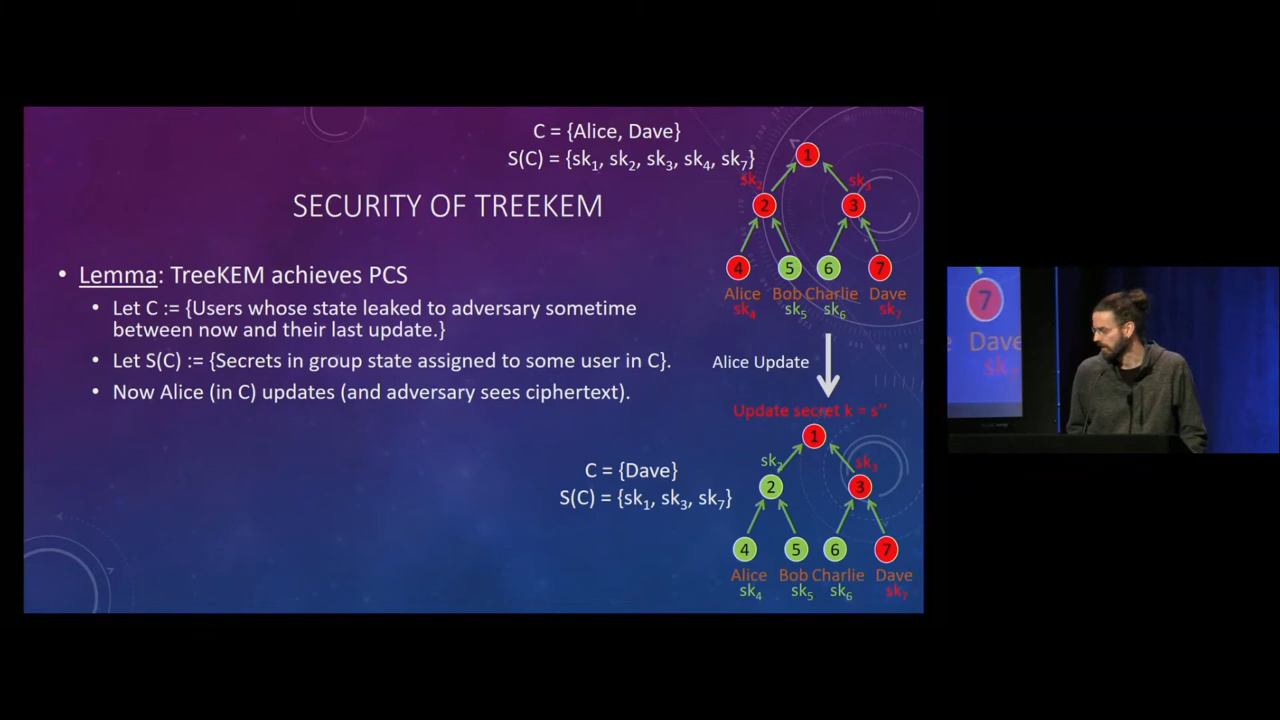 C = {Alice, Dave}
S(C) = {sk₁, sk₂, sk₃, sk₄, sk₇}
SECURITY OF TREEKEM
• Lemma: TreeKEM achieves PCS
• Let C := {Users whose state leaked to adversary sometime
between now and their last update.}
• Let S(C) := {Secrets in group state assigned to some user in C}.
• Now Alice (in C) updates (and adversary sees ciphertext).
1
sk₂ sk₃
2 3
4 5 6 7
Alice Bob Charlie Dave
sk₄ sk₅ sk₆ sk₇
Alice Update
Update secret k = s''
1
C = {Dave}
S(C) = {sk₁, sk₃, sk₇}
sk₂ sk₃
2 3
4 5 6 7
Alice Bob Charlie Dave
sk₄ sk₅ sk₆ sk₇
7
Dave